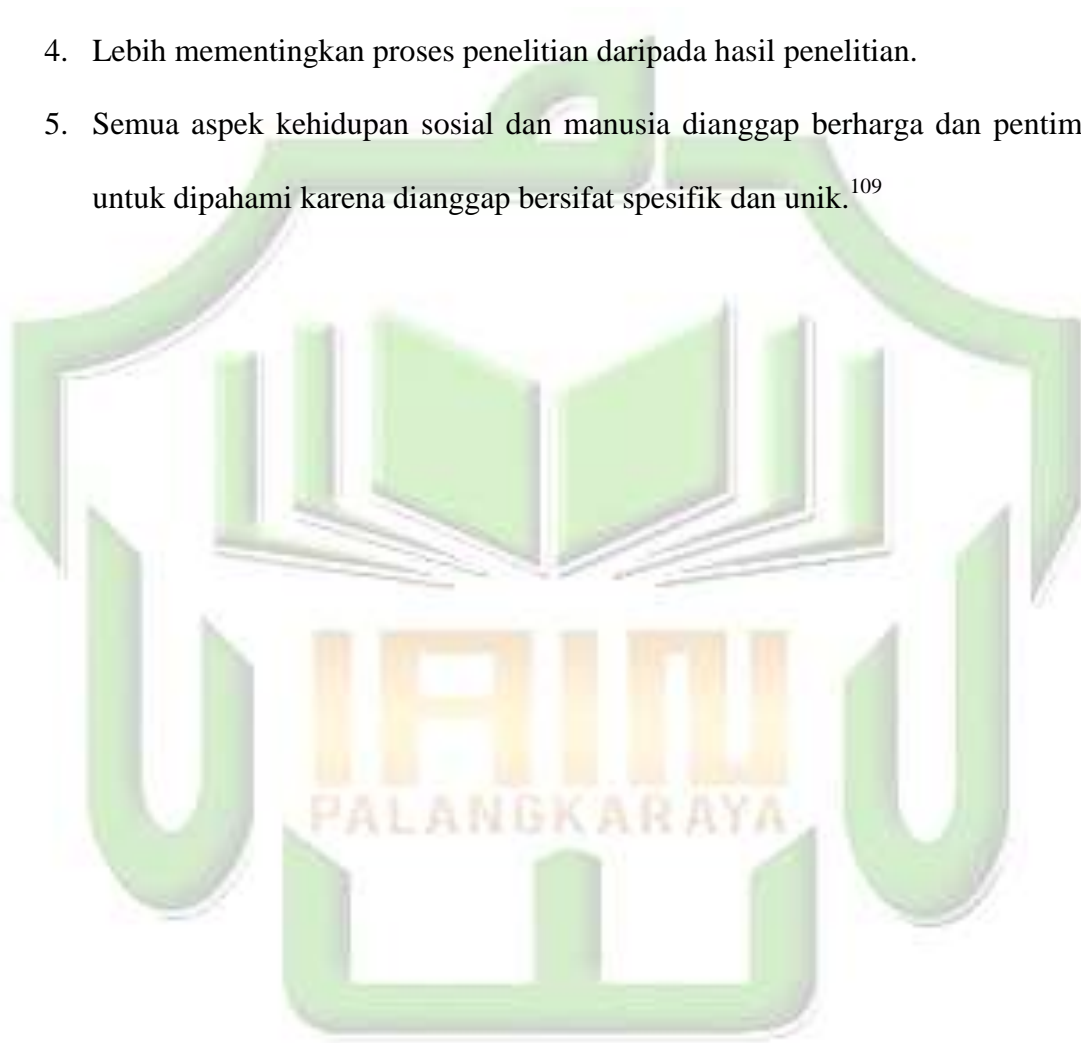 4. Lebih mementingkan proses penelitian daripada hasil penelitian.
5. Semua aspek kehidupan sosial dan manusia dianggap berharga dan pentim
untuk dipahami karena dianggap bersifat spesifik dan unik.109
IAIN
PALANGKARAYA